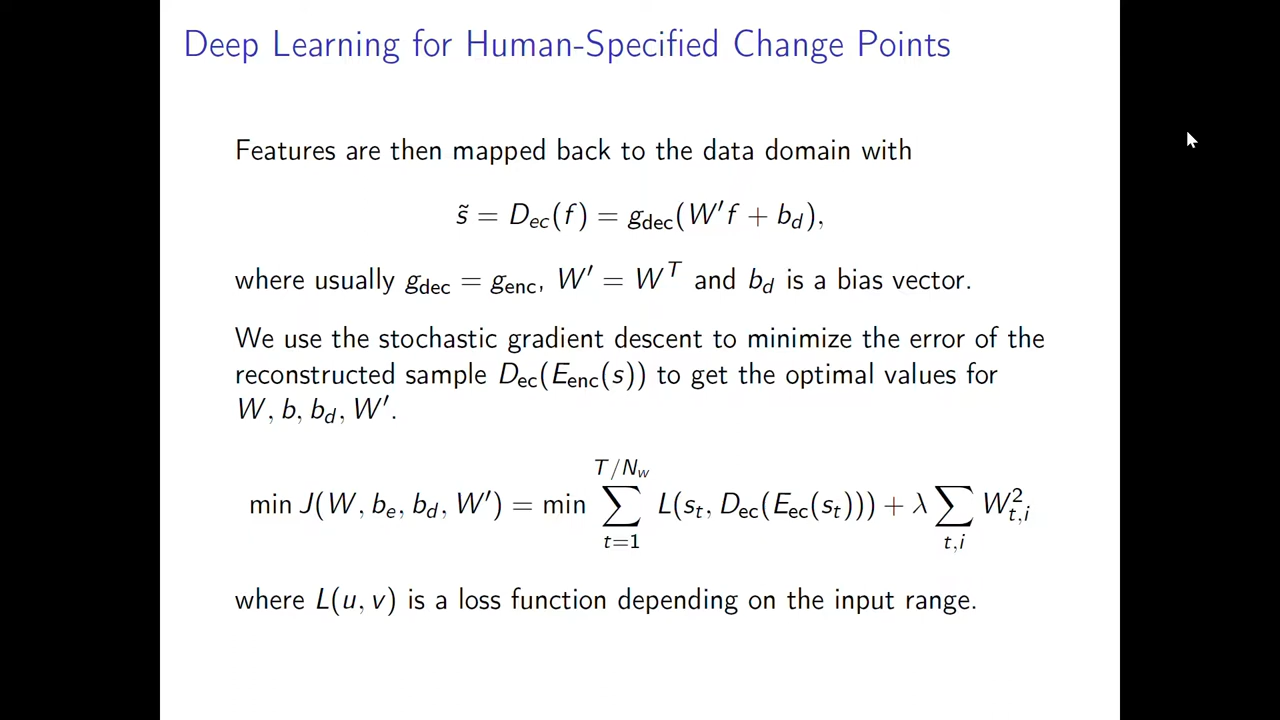 Deep Learning for Human-Specified Change Points
Features are then mapped back to the data domain with
s̃ = D_ec(f) = g_dec(W′f + b_d),
where usually g_dec = g_enc, W′ = W^T and b_d is a bias vector.
We use the stochastic gradient descent to minimize the error of the
reconstructed sample D_ec(E_enc(s)) to get the optimal values for
W, b, b_d, W′.
min J(W, b_e, b_d, W′) = min ∑_{t=1}^{T/N_w} L(s_t, D_ec(E_ec(s_t))) + λ ∑_{t,i} W_{t,i}^2
where L(u, v) is a loss function depending on the input range.